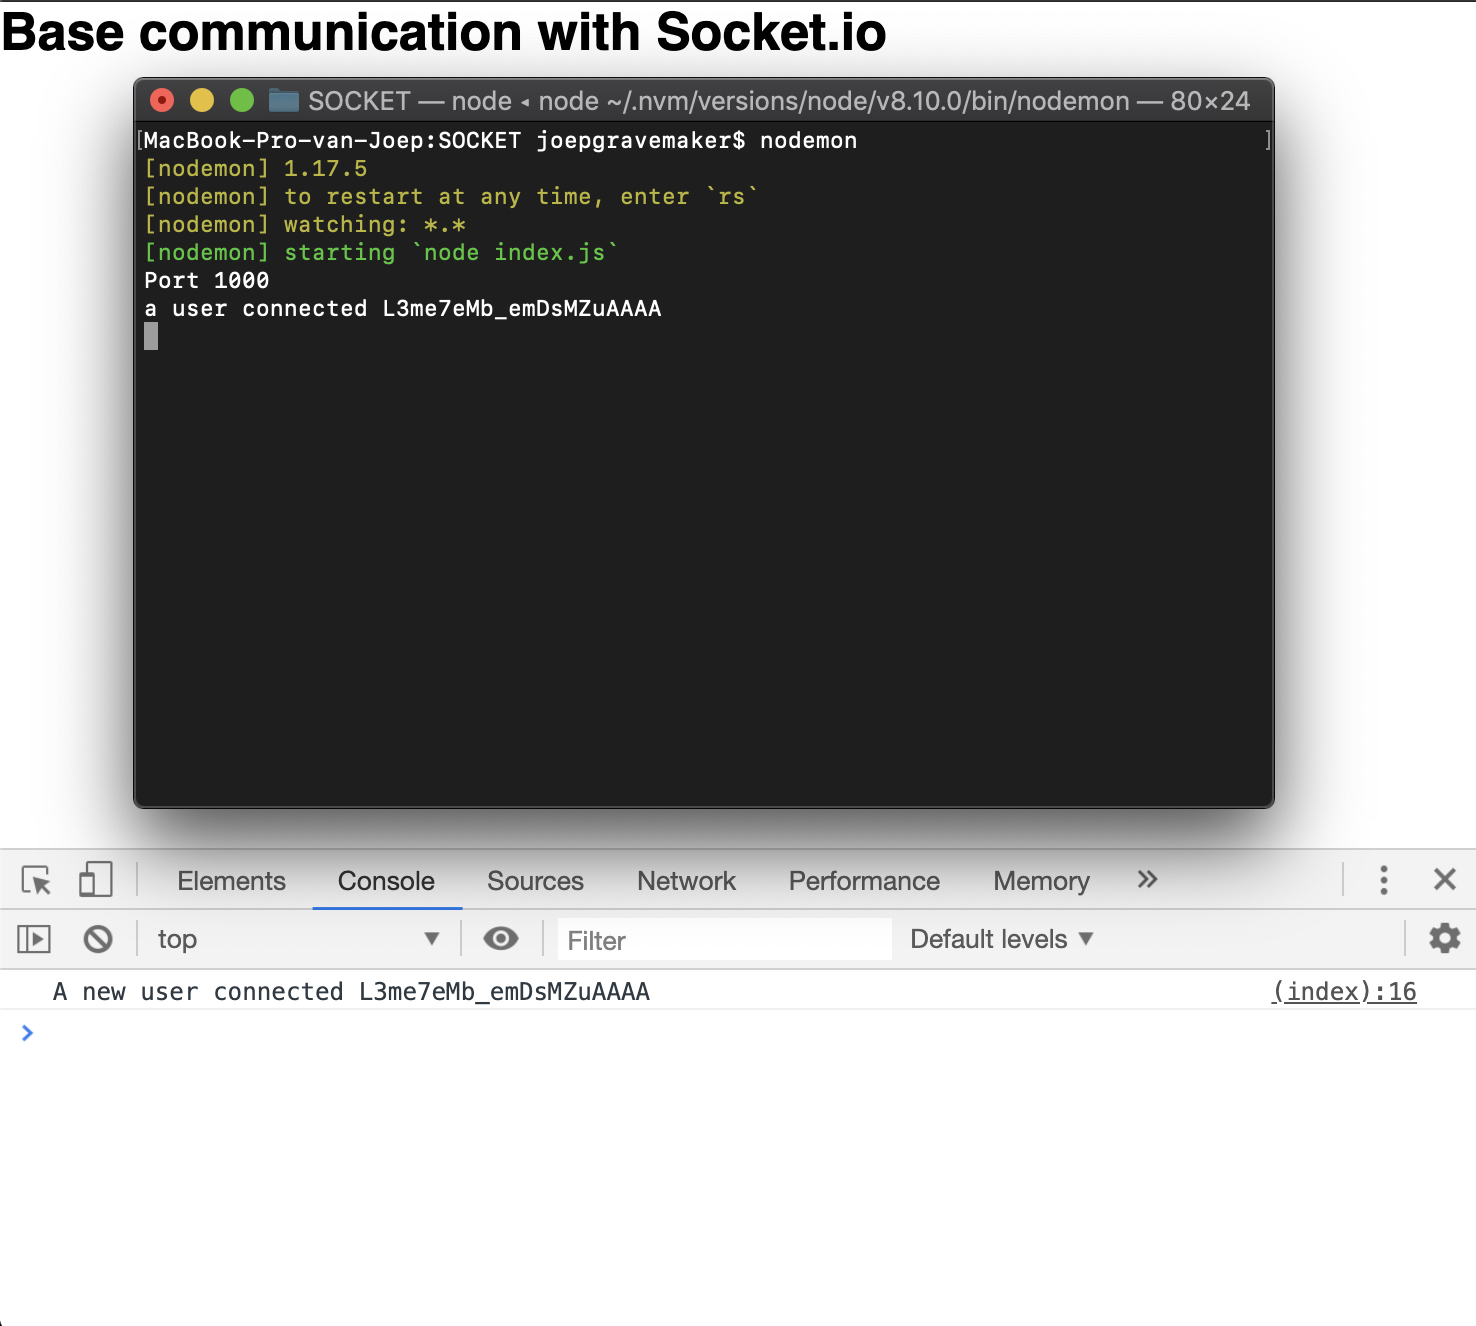 Base communication with Socket.io
SOCKET — node ◂ node ~/.nvm/versions/node/v8.10.0/bin/nodemon — 80×24
[MacBook-Pro-van-Joep:SOCKET joepgravemaker$ nodemon ]
[nodemon] 1.17.5
[nodemon] to restart at any time, enter `rs`
[nodemon] watching: *.*
[nodemon] starting `node index.js`
Port 1000
a user connected L3me7eMb_emDsMZuAAAA
Elements Console Sources Network Performance Memory »
top ▼ Filter Default levels ▼
A new user connected L3me7eMb_emDsMZuAAAA (index):16
>